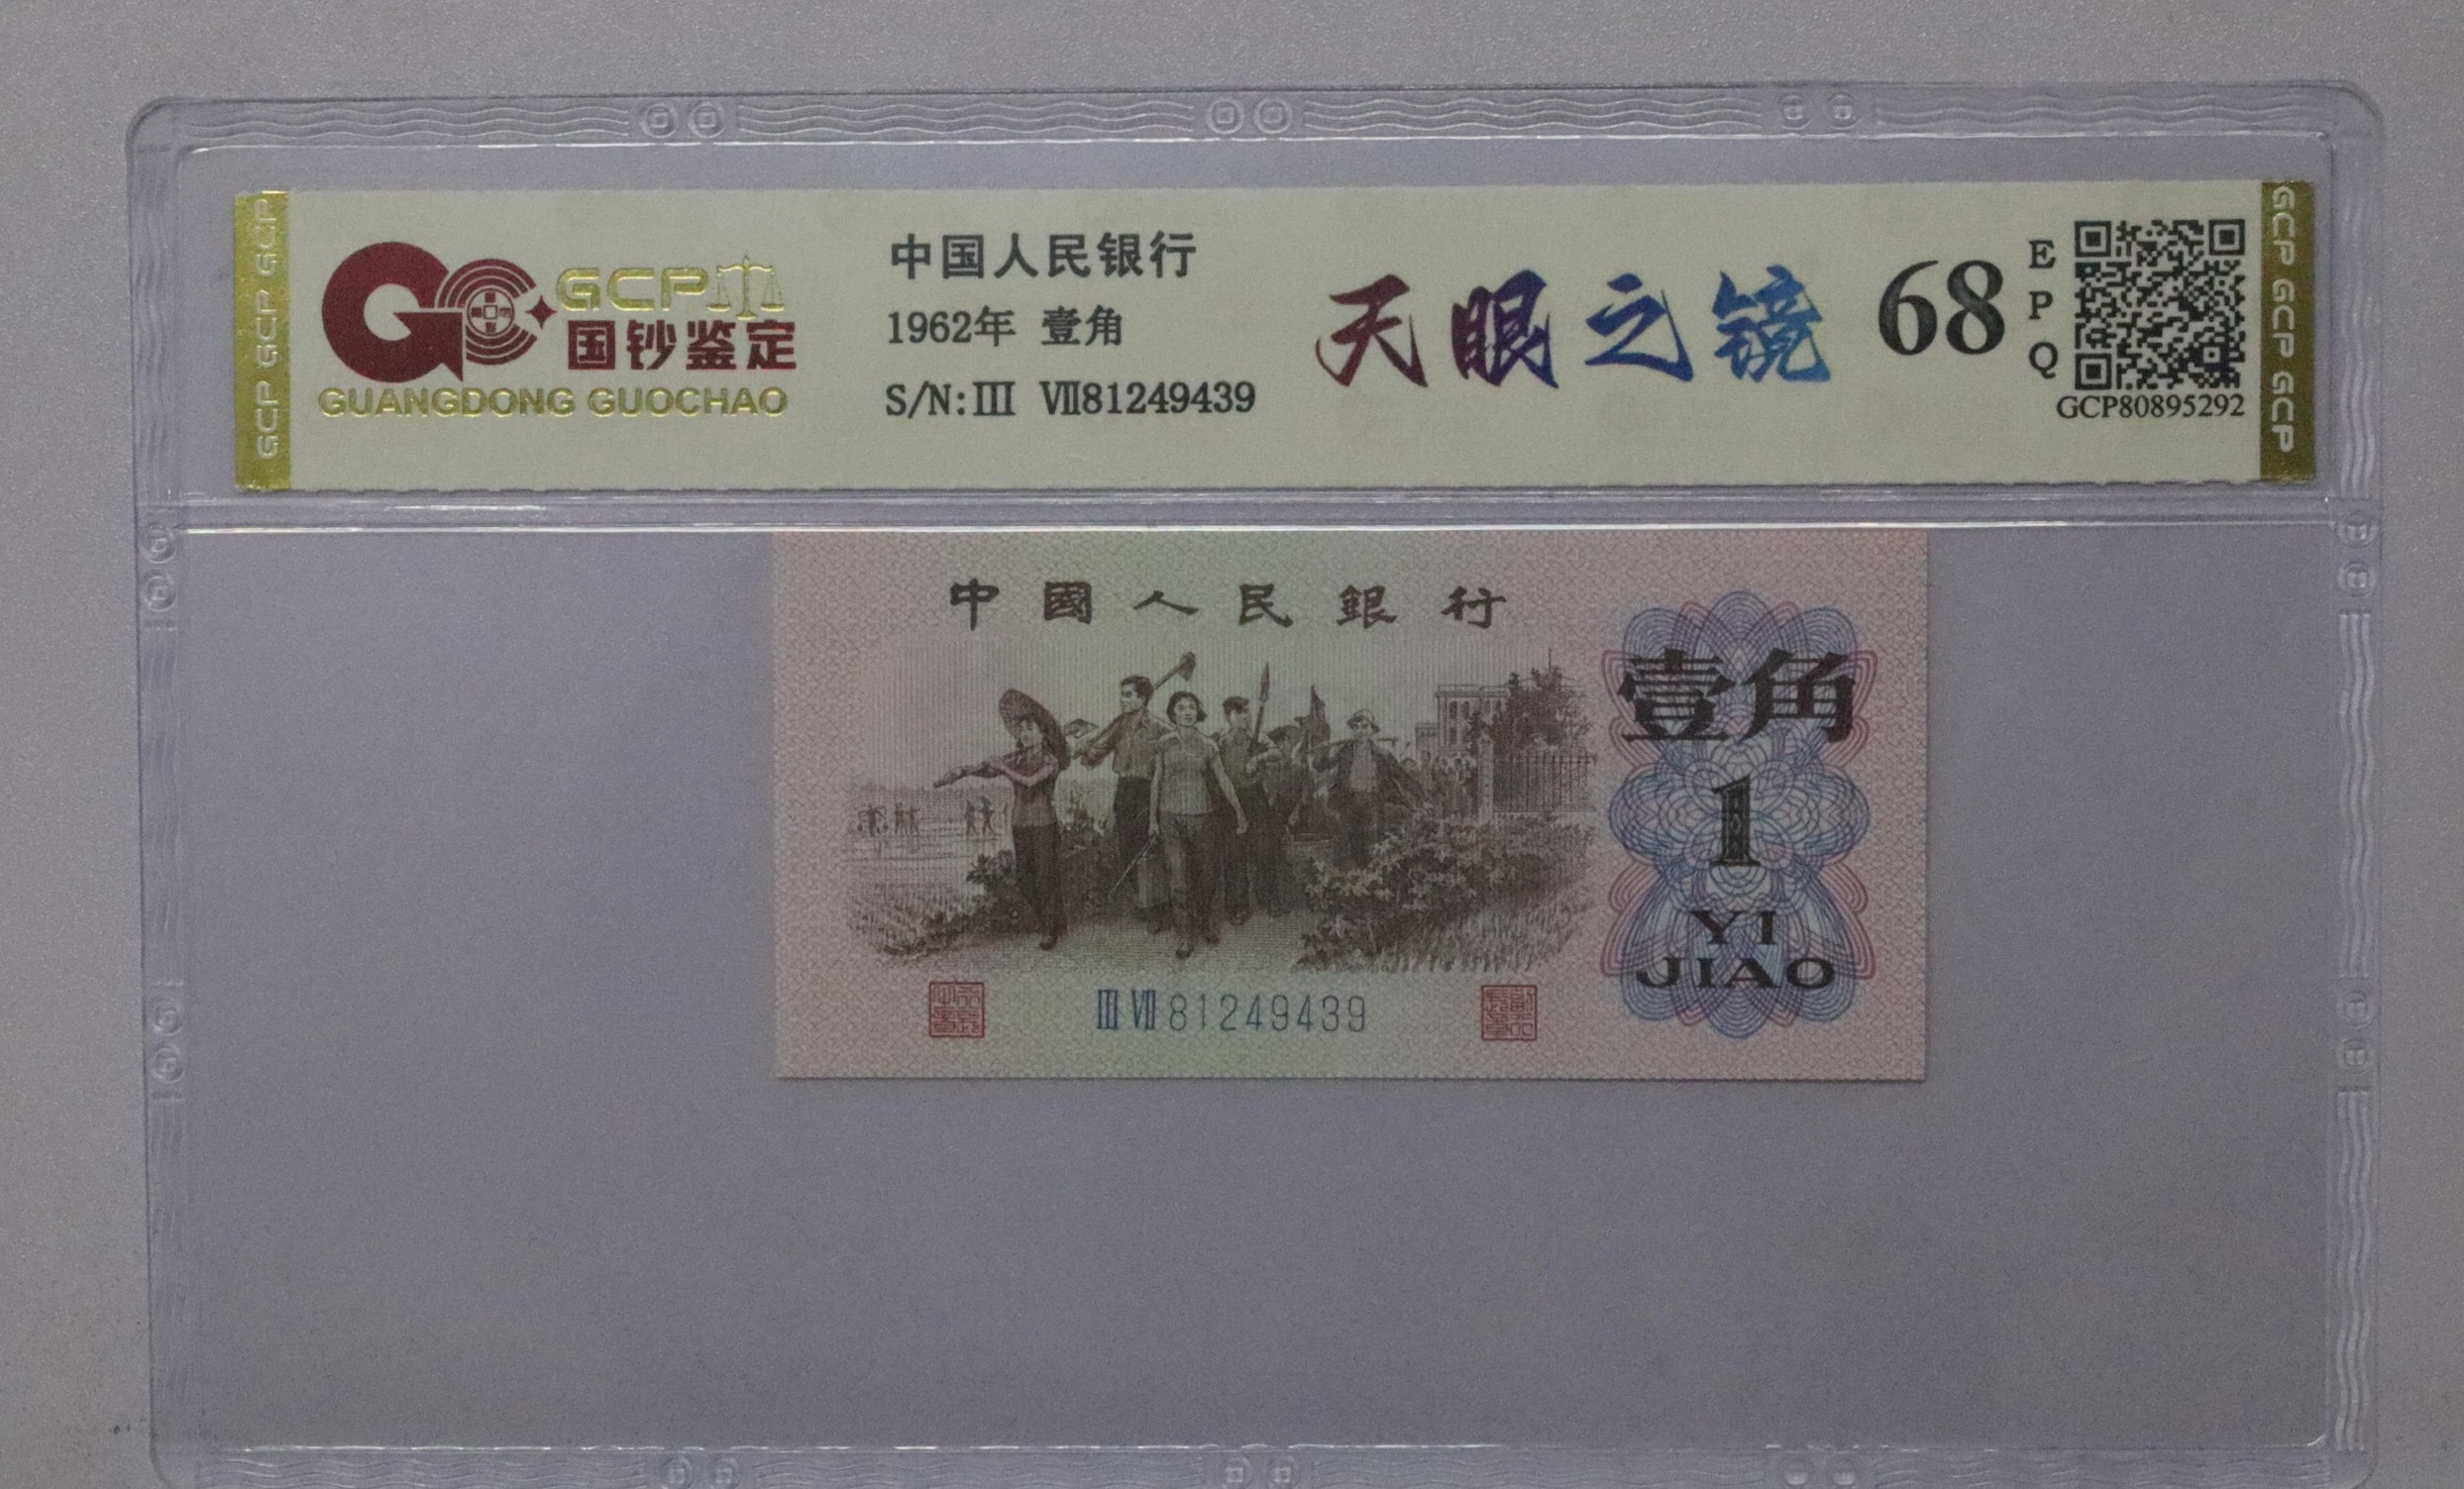 GCP GCP GCP
GCP
国钞鉴定
GUANGDONG GUOCHAO
中国人民银行
1962年 壹角
S/N:III VII81249439
天眼之镜
68
EPQ
GCP80895292
GCP GCP GCP
中國人民銀行
壹角
1
YI
JIAO
III VII 81249439